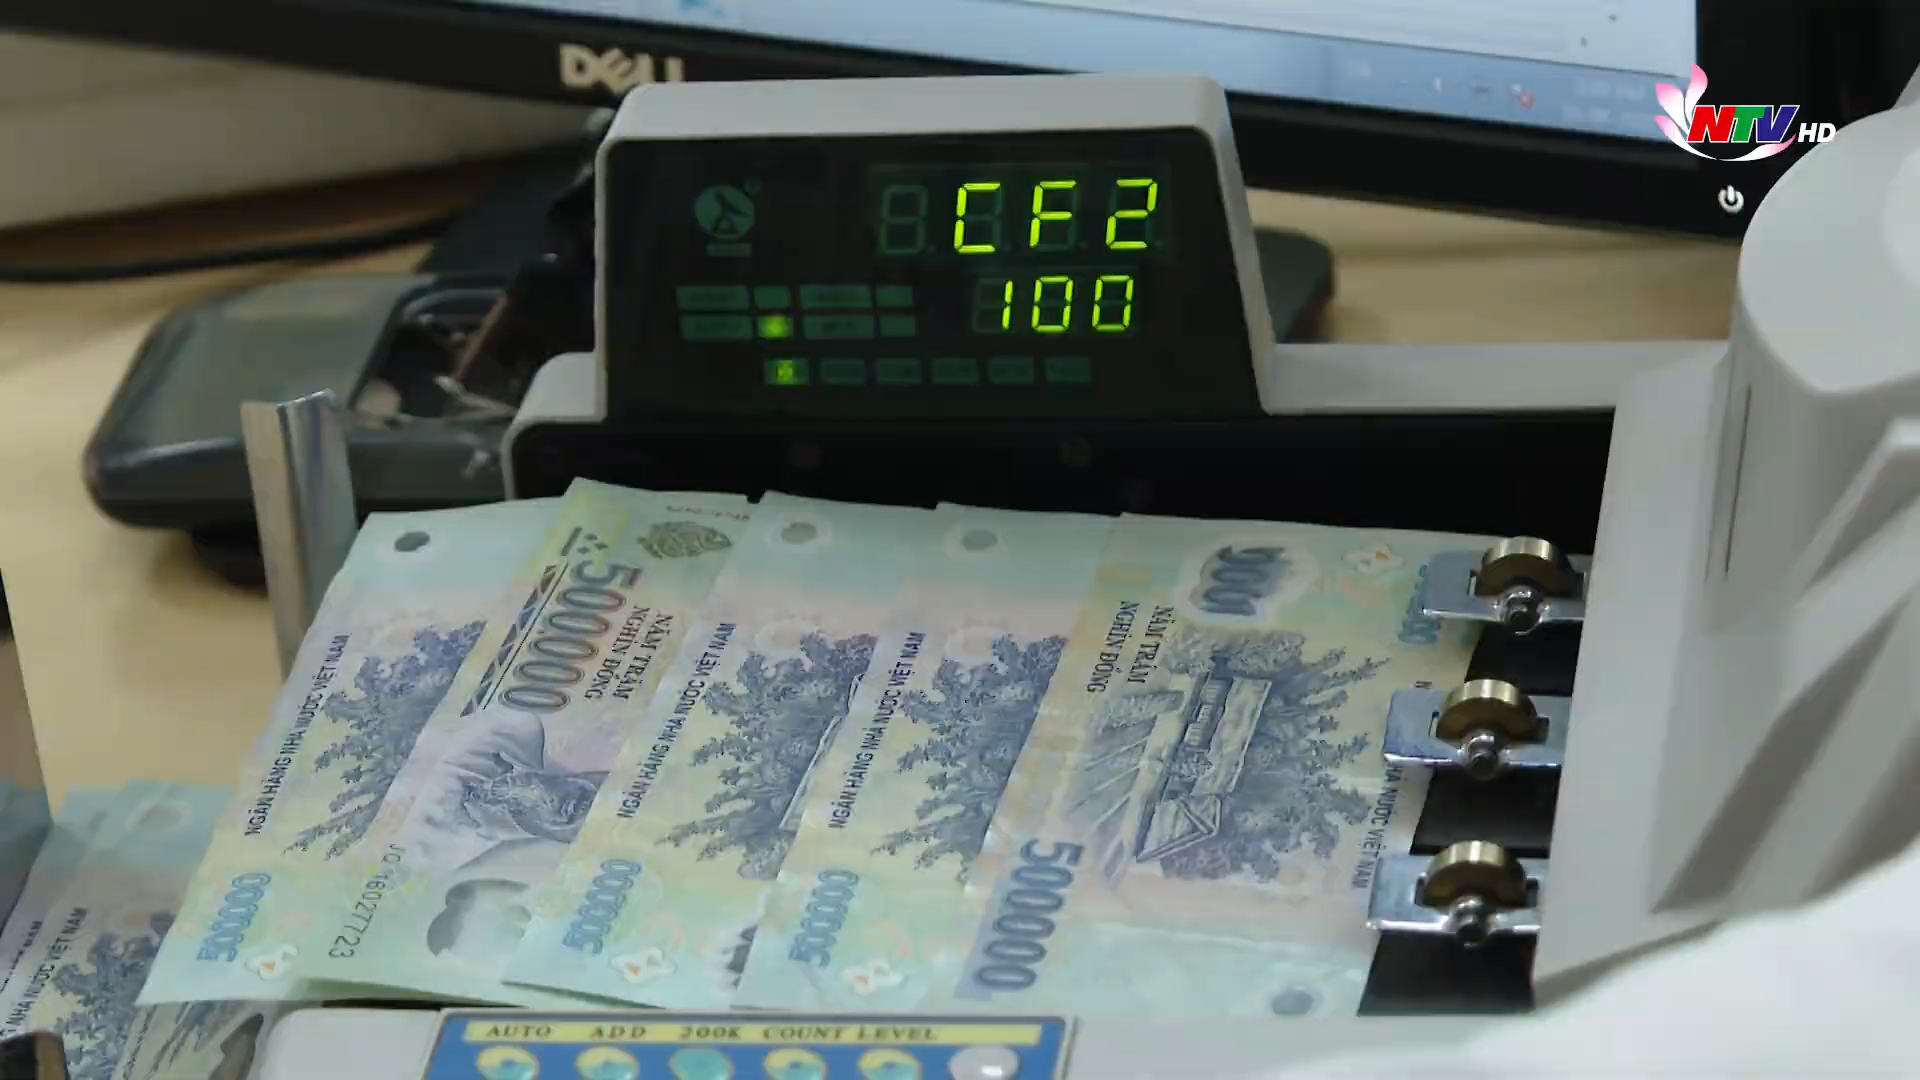 DELL
NTV HD
CF2
100
NGÂN HÀNG NHÀ NƯỚC VIỆT NAM
500000
500000
NĂM TRĂM
NGHÌN ĐỒNG
JO 16027723
NGÂN HÀNG NHÀ NƯỚC VIỆT NAM
500000
NGÂN HÀNG NHÀ NƯỚC VIỆT NAM
500000
NĂM TRĂM
NGHÌN ĐỒNG
500000
NHÀ NƯỚC VIỆT NAM
AUTO ADD 200K COUNT LEVEL